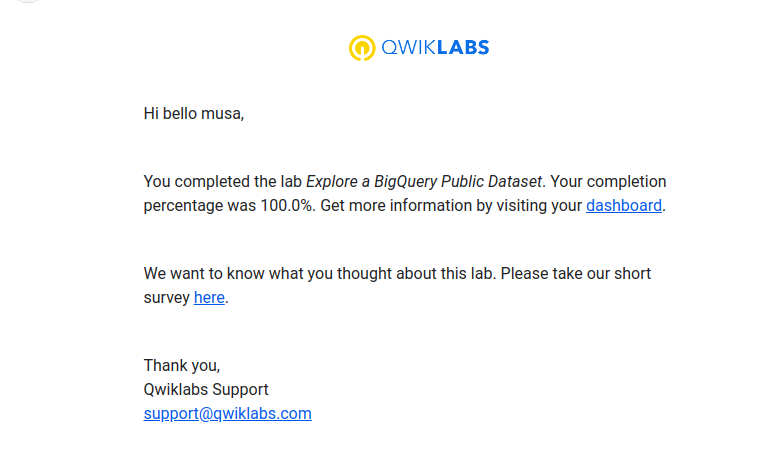 QWIKLABS
Hi bello musa,
You completed the lab Explore a BigQuery Public Dataset. Your completion
percentage was 100.0%. Get more information by visiting your dashboard.
We want to know what you thought about this lab. Please take our short
survey here.
Thank you,
Qwiklabs Support
support@qwiklabs.com